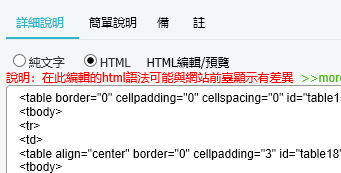 詳細說明 簡單說明 備 註
純文字 HTML HTML編輯/預覽
說明：在此編輯的html語法可能與網站前臺顯示有差異 >>more
<table border="0" cellpadding="0" cellspacing="0" id="table1
<tbody>
<tr>
<td>
<table align="center" border="0" cellpadding="3" id="table18"
<tbody>